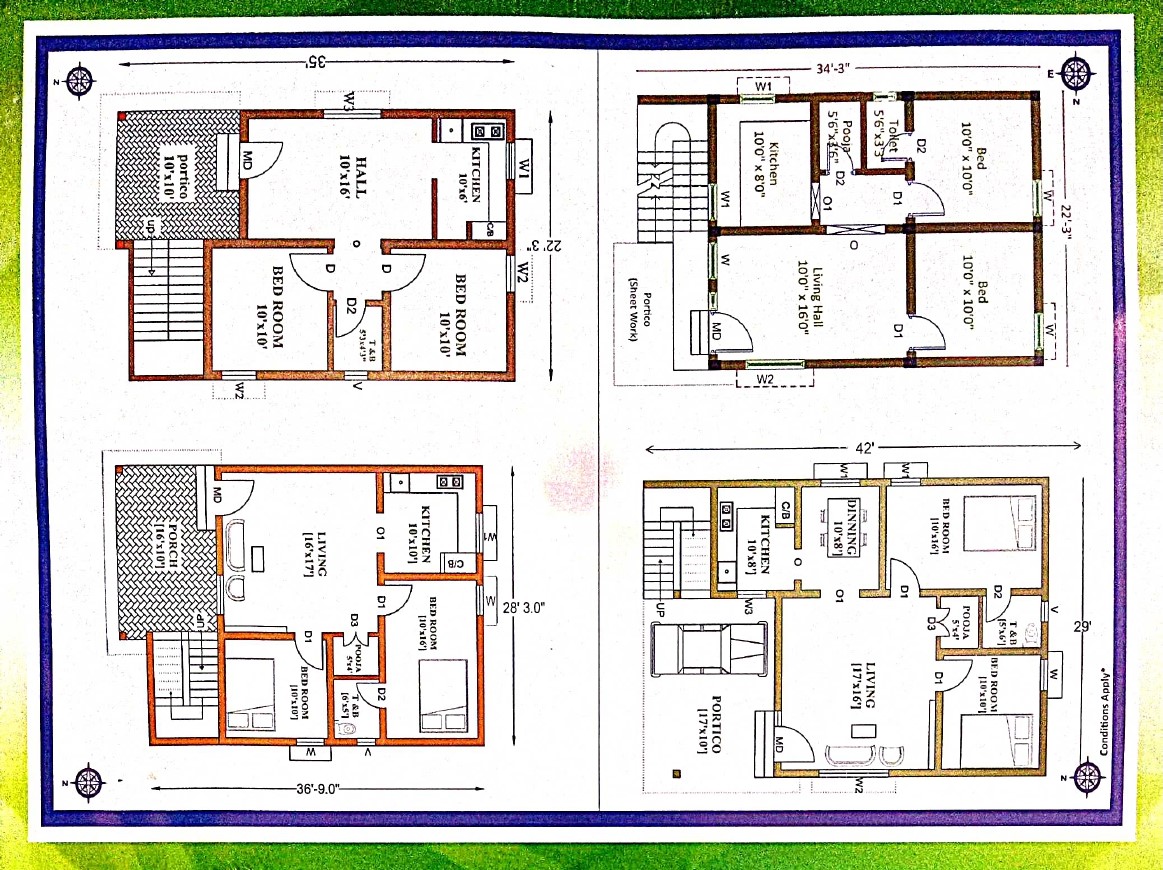 35'
N
W3
portico
10'x10'
MD
HALL
10'x16'
KITCHEN
10'x6'
W1
C/B
UP
O
22' 3"
W2
D
D
D2
BED ROOM
10'x10'
BED ROOM
10'x10'
T & B
5'3x4'3"
W2
V
34'-3"
E
N
W1
Kitchen
10'0" x 8'0"
Pooja
5'6"x3'6"
Toilet
5'6"x3'3
D2
Bed
10'0" x 10'0"
D2
D1
O1
W1
W
22'-3"
O
W
Living Hall
10'0" x 16'0"
Bed
10'0" x 10'0"
Portico
(Sheet Work)
MD
D1
W
W2
MD
PORCH
[16'x10']
LIVING
[16'x17']
O1
KITCHEN
10'x10']
C/B
W1
W
28' 3.0"
UP
D1
D3
D1
POOJA
5'x4'
BED ROOM
[10'x16']
BED ROOM
[10'x10']
T & B
[6'x5']
D2
W
V
N
36'-9.0"
42'
W1
W1
KITCHEN
10'x8']
C/B
DINNING
10'x8']
BED ROOM
[10'x16']
O
O1
D1
D2
V
UP
W3
D3
POOJA
5'x4'
T & B
[5'x6']
29'
PORTICO
[17'x10']
LIVING
[17'x16']
D1
BED ROOM
[10'x10']
W
MD
W2
Conditions Apply*
N